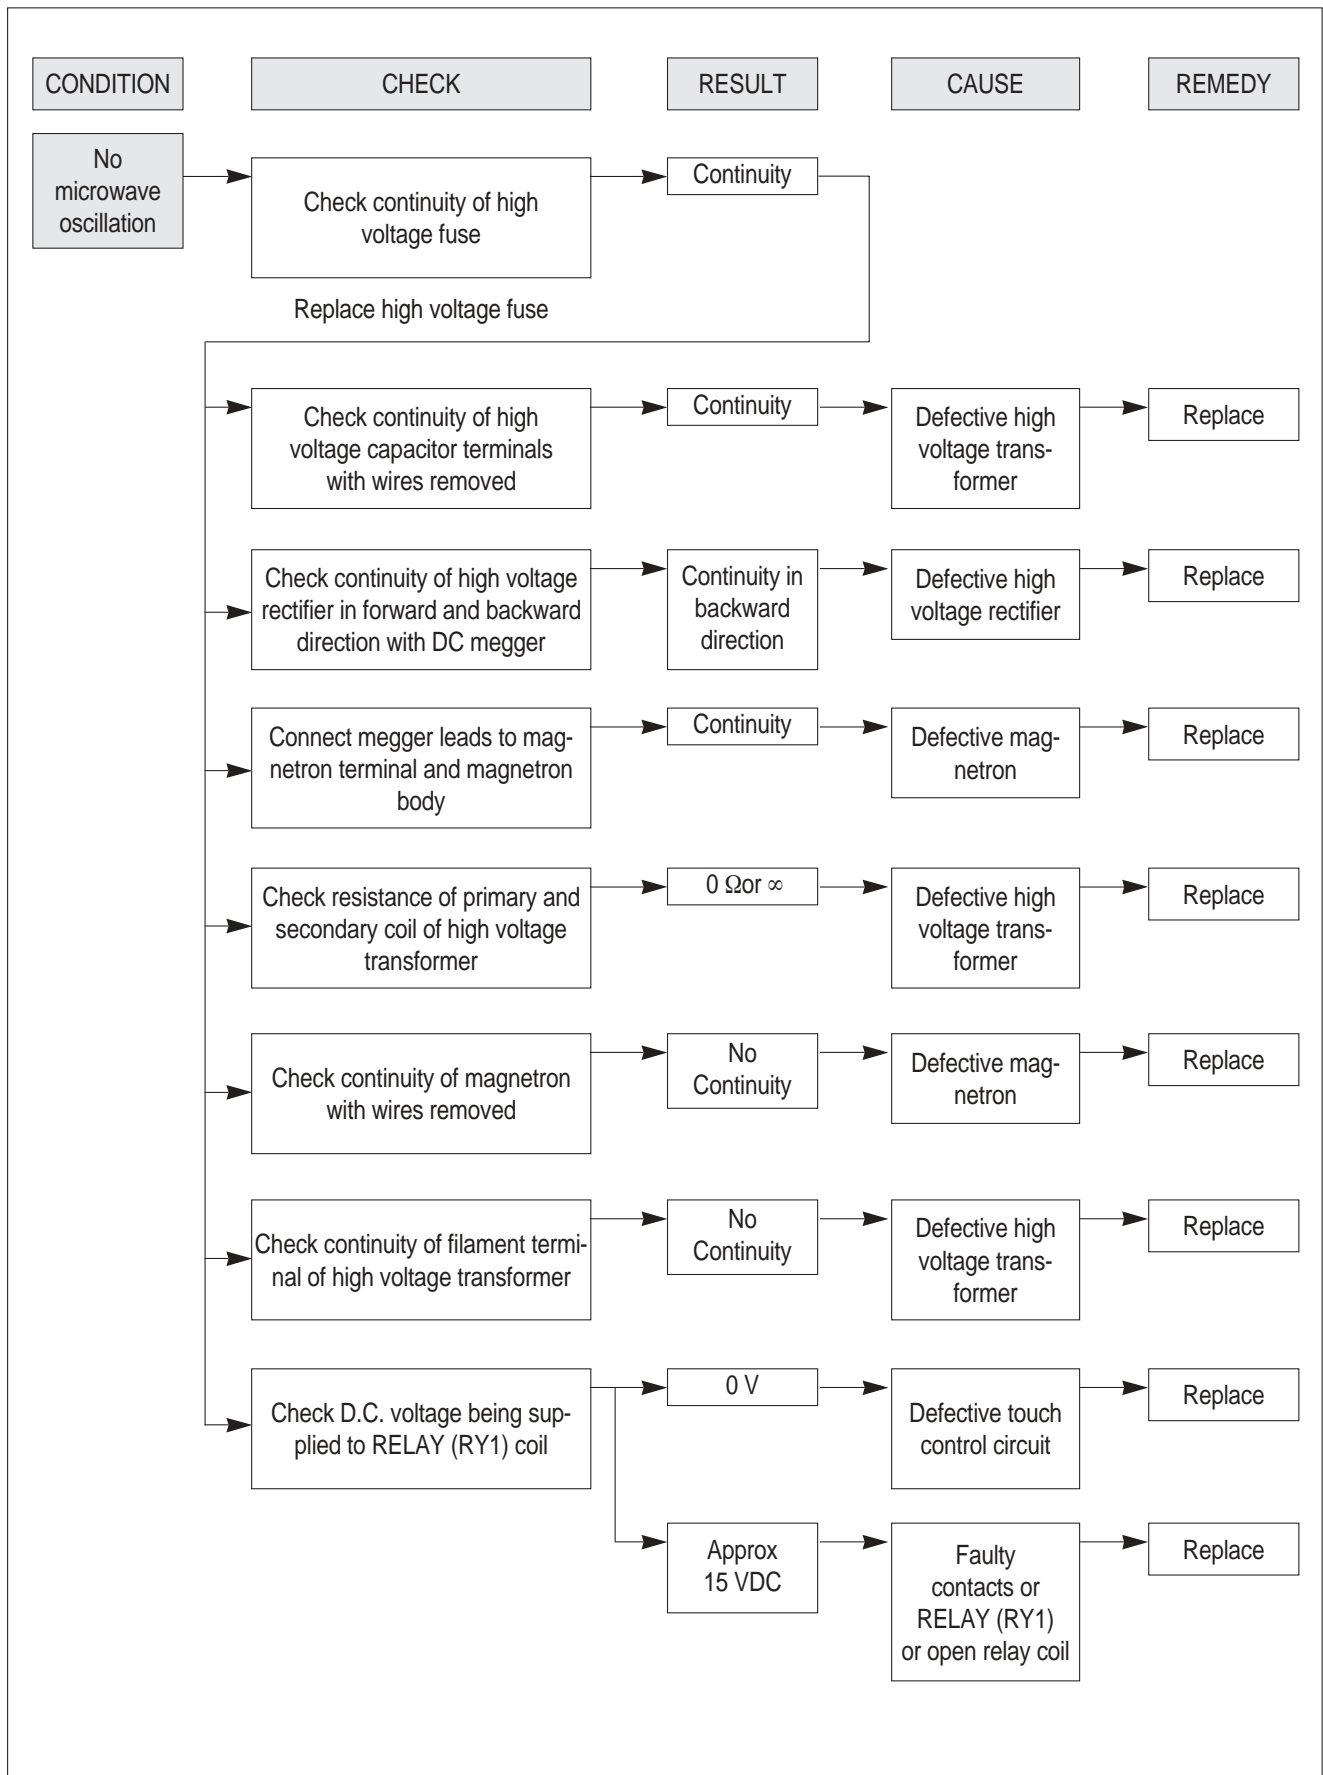 CONDITION
CHECK
RESULT
CAUSE
REMEDY
No
microwave
oscillation
Check continuity of high
voltage fuse
Continuity
Replace high voltage fuse
Check continuity of high
voltage capacitor terminals
with wires removed
Continuity
Defective high
voltage trans-
former
Replace
Check continuity of high voltage
rectifier in forward and backward
direction with DC megger
Continuity in
backward
direction
Defective high
voltage rectifier
Replace
Connect megger leads to mag-
netron terminal and magnetron
body
Continuity
Defective mag-
netron
Replace
Check resistance of primary and
secondary coil of high voltage
transformer
0 Ωor ∞
Defective high
voltage trans-
former
Replace
Check continuity of magnetron
with wires removed
No
Continuity
Defective mag-
netron
Replace
Check continuity of filament termi-
nal of high voltage transformer
No
Continuity
Defective high
voltage trans-
former
Replace
Check D.C. voltage being sup-
plied to RELAY (RY1) coil
0 V
Defective touch
control circuit
Replace
Approx
15 VDC
Faulty
contacts or
RELAY (RY1)
or open relay coil
Replace